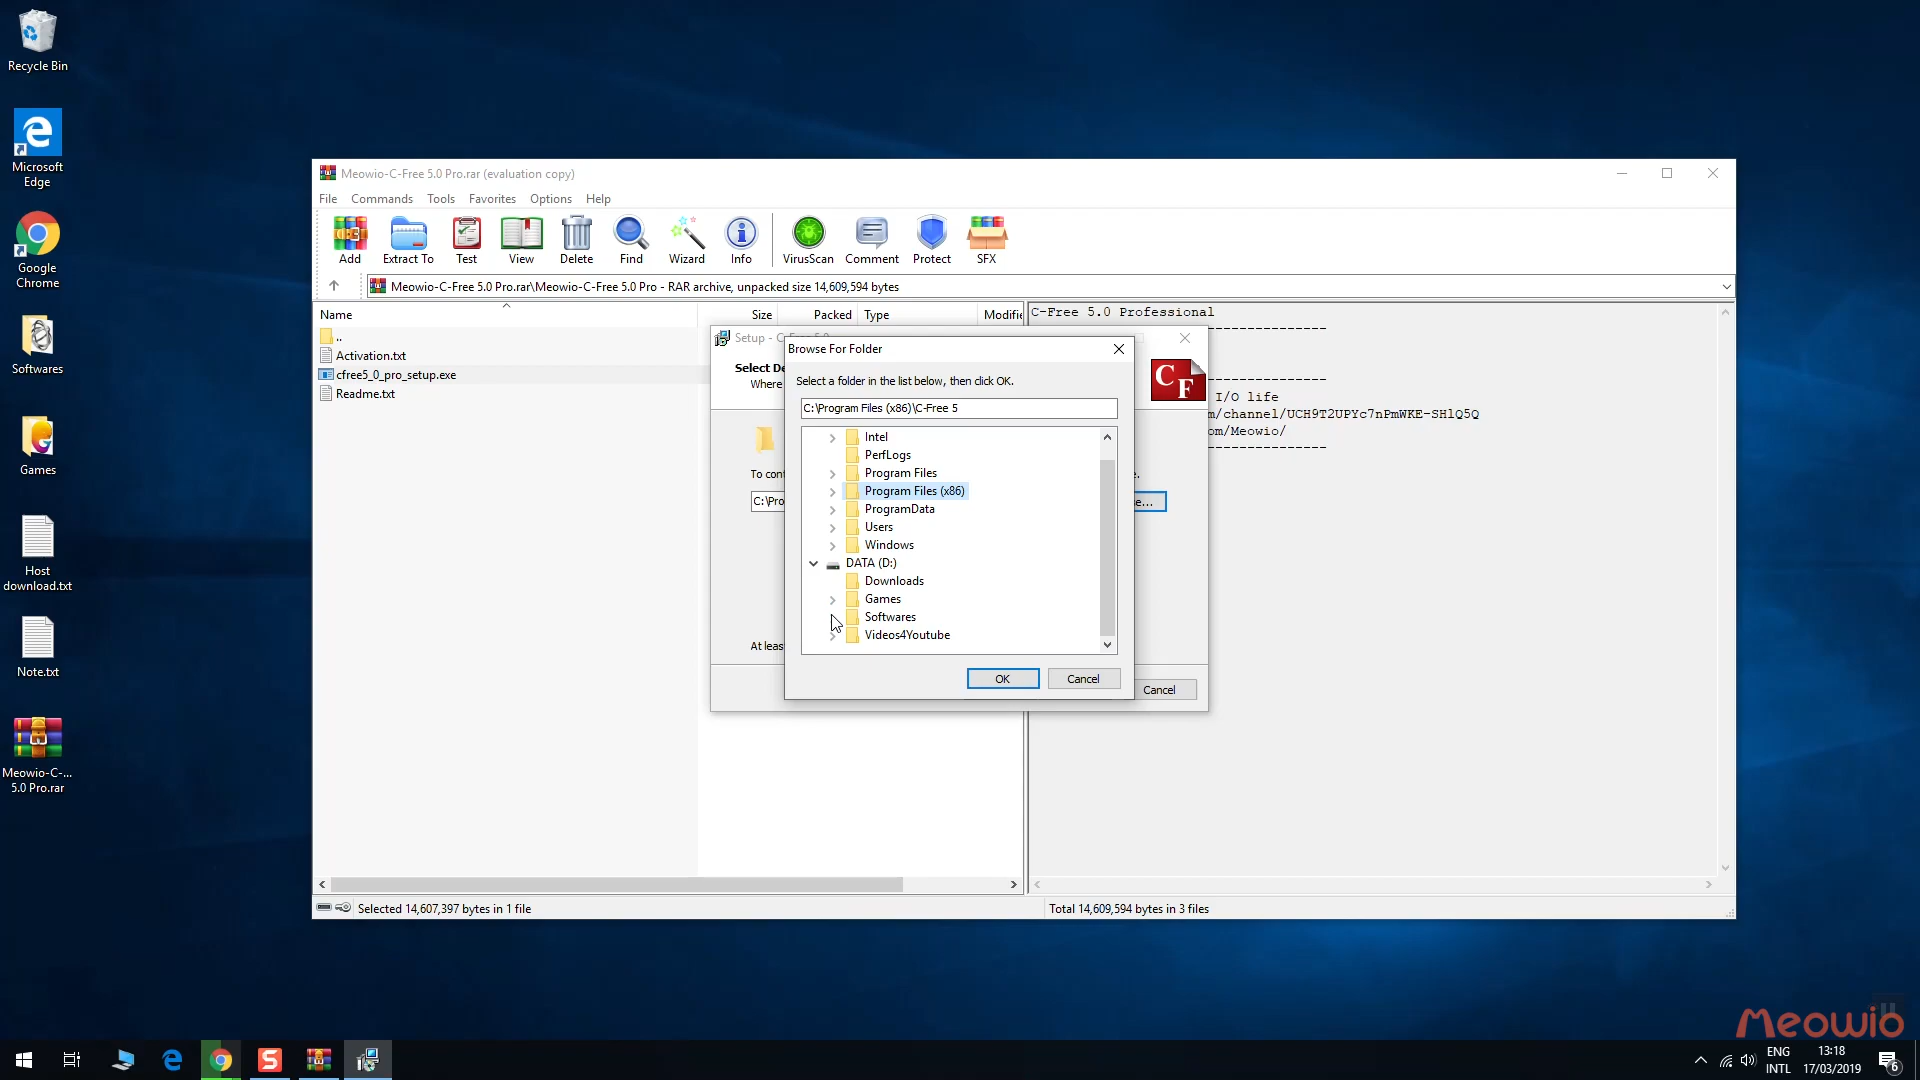 Recycle Bin
Microsoft
Edge
Google
Chrome
Softwares
Games
Host
download.txt
Note.txt
Meowio-C-...
5.0 Pro.rar
Meowio-C-Free 5.0 Pro.rar (evaluation copy)
File Commands Tools Favorites Options Help
Add Extract To Test View Delete Find Wizard Info VirusScan Comment Protect SFX
Meowio-C-Free 5.0 Pro.rar\Meowio-C-Free 5.0 Pro - RAR archive, unpacked size 14,609,594 bytes
Name Size Packed Type Modifie
..
Activation.txt
cfree5_0_pro_setup.exe
Readme.txt
C-Free 5.0 Professional
--------------
--------------
I/O life
m/channel/UCH9T2UPYc7nPmWKE-SHlQ5Q
om/Meowio/
--------------
Setup - C
Select De
Where
C F
To cont
C:\Pro
e.
e...
At leas
Cancel
Browse For Folder
Select a folder in the list below, then click OK.
C:\Program Files (x86)\C-Free 5
Intel
PerfLogs
Program Files
Program Files (x86)
ProgramData
Users
Windows
DATA (D:)
Downloads
Games
Softwares
Videos4Youtube
OK Cancel
Selected 14,607,397 bytes in 1 file
Total 14,609,594 bytes in 3 files
Meowio
ENG
INTL
13:18
17/03/2019
6